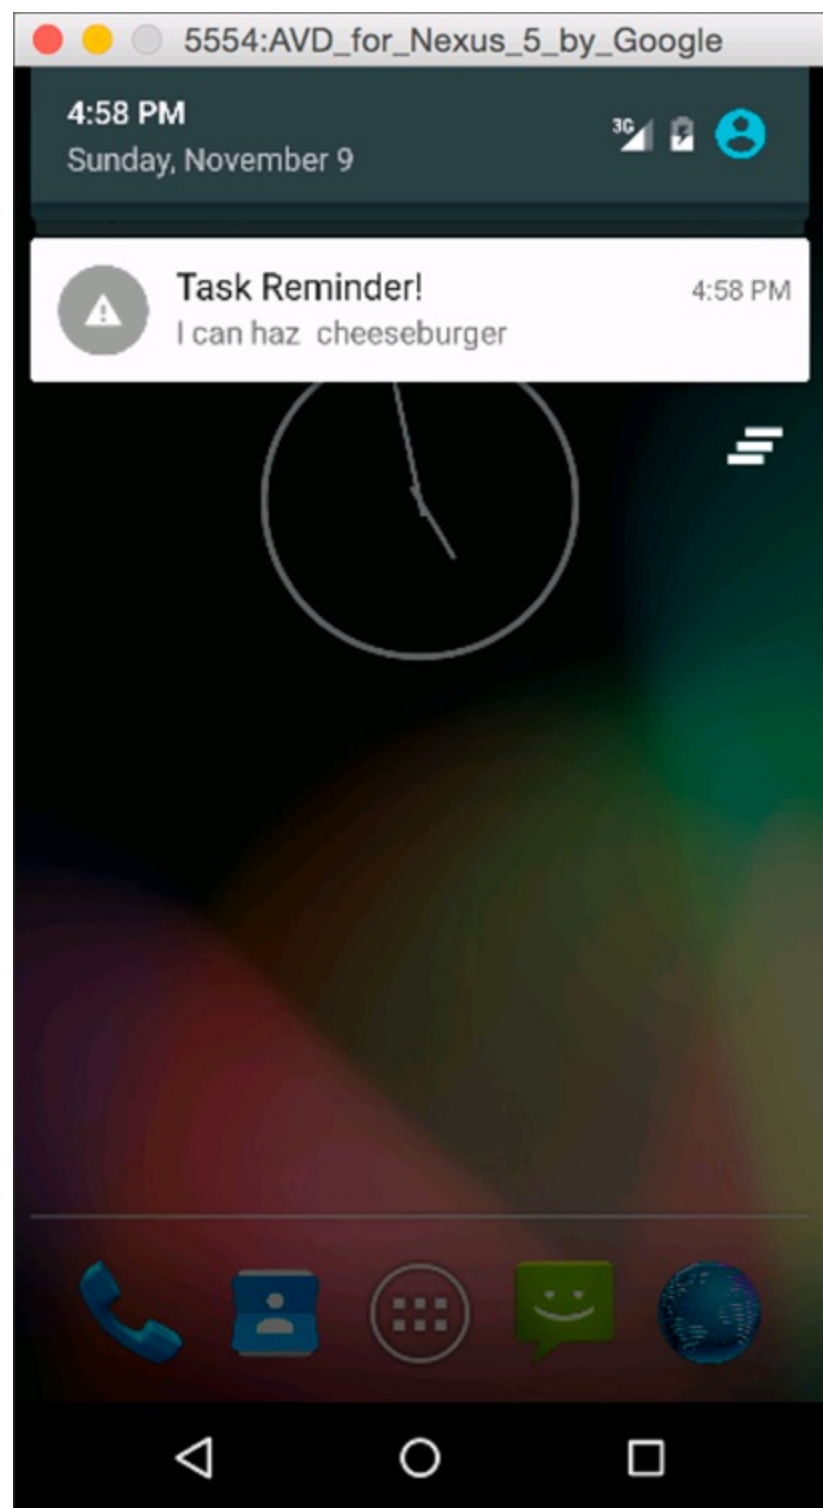 5554:AVD_for_Nexus_5_by_Google
4:58 PM
3G
Sunday, November 9
Task Reminder!
4:58 PM
I can haz  cheeseburger